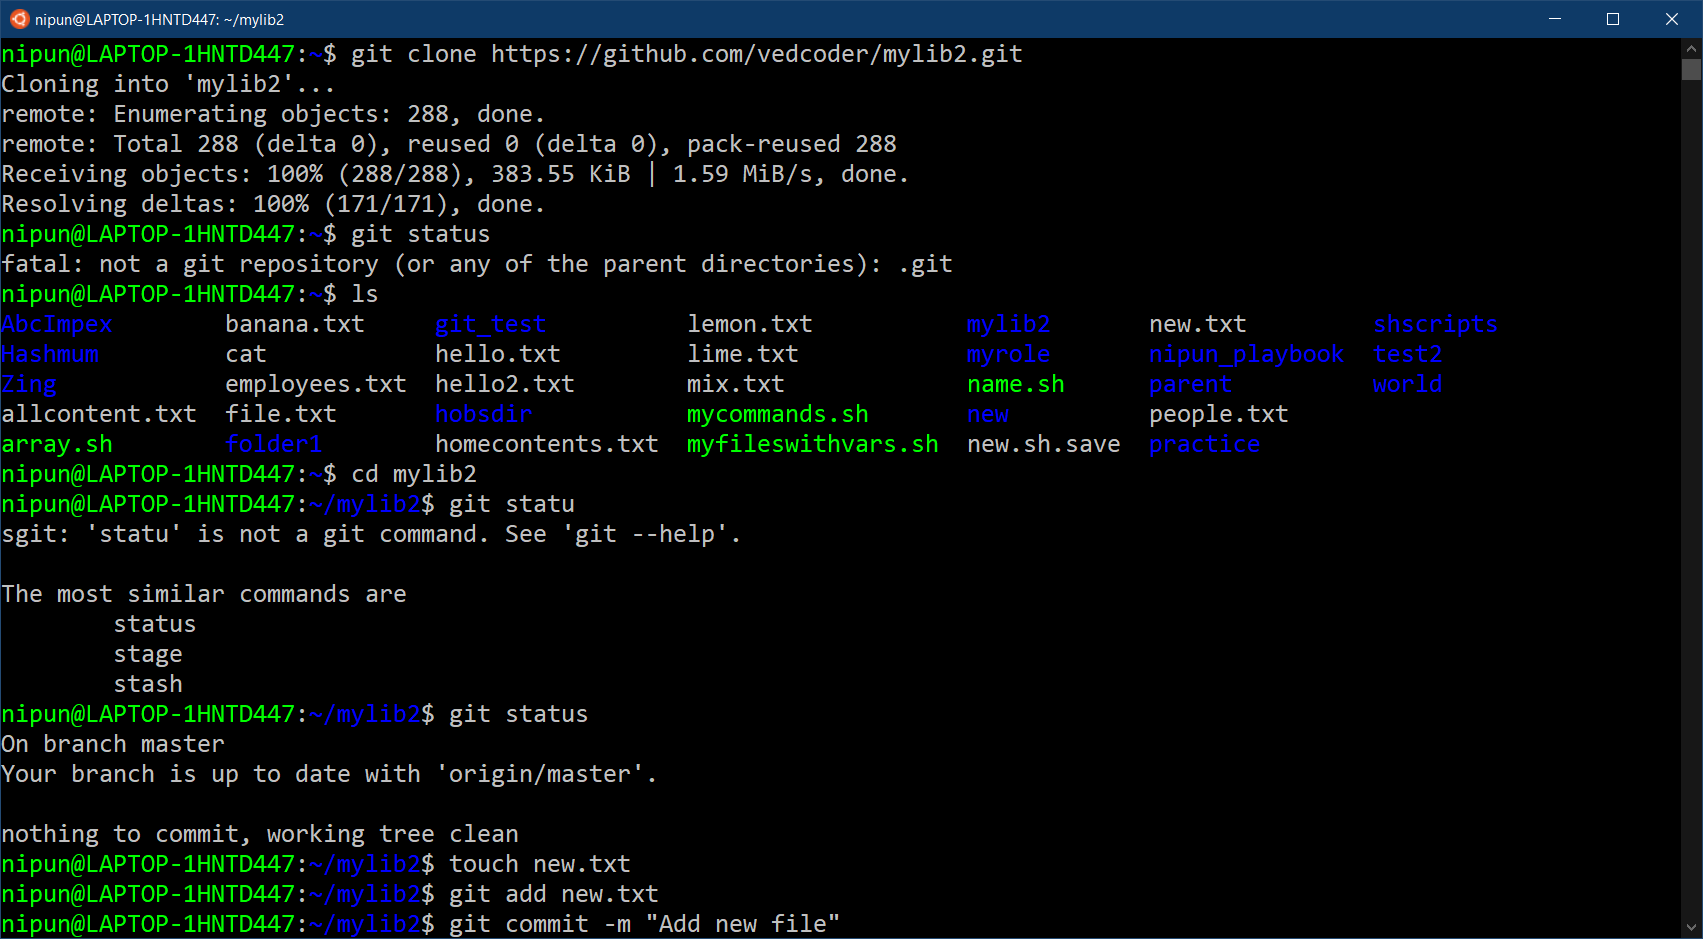 nipun@LAPTOP-1HNTD447: ~/mylib2
nipun@LAPTOP-1HNTD447:~$ git clone https://github.com/vedcoder/mylib2.git
Cloning into 'mylib2'...
remote: Enumerating objects: 288, done.
remote: Total 288 (delta 0), reused 0 (delta 0), pack-reused 288
Receiving objects: 100% (288/288), 383.55 KiB | 1.59 MiB/s, done.
Resolving deltas: 100% (171/171), done.
nipun@LAPTOP-1HNTD447:~$ git status
fatal: not a git repository (or any of the parent directories): .git
nipun@LAPTOP-1HNTD447:~$ ls
AbcImpex        banana.txt     git_test          lemon.txt           mylib2       new.txt         shscripts
Hashmum         cat            hello.txt         lime.txt            myrole       nipun_playbook  test2
Zing            employees.txt  hello2.txt        mix.txt             name.sh      parent          world
allcontent.txt  file.txt       hobsdir           mycommands.sh       new          people.txt
array.sh        folder1        homecontents.txt  myfileswithvars.sh  new.sh.save  practice
nipun@LAPTOP-1HNTD447:~$ cd mylib2
nipun@LAPTOP-1HNTD447:~/mylib2$ git statu
sgit: 'statu' is not a git command. See 'git --help'.
The most similar commands are
status
stage
stash
nipun@LAPTOP-1HNTD447:~/mylib2$ git status
On branch master
Your branch is up to date with 'origin/master'.
nothing to commit, working tree clean
nipun@LAPTOP-1HNTD447:~/mylib2$ touch new.txt
nipun@LAPTOP-1HNTD447:~/mylib2$ git add new.txt
nipun@LAPTOP-1HNTD447:~/mylib2$ git commit -m "Add new file"